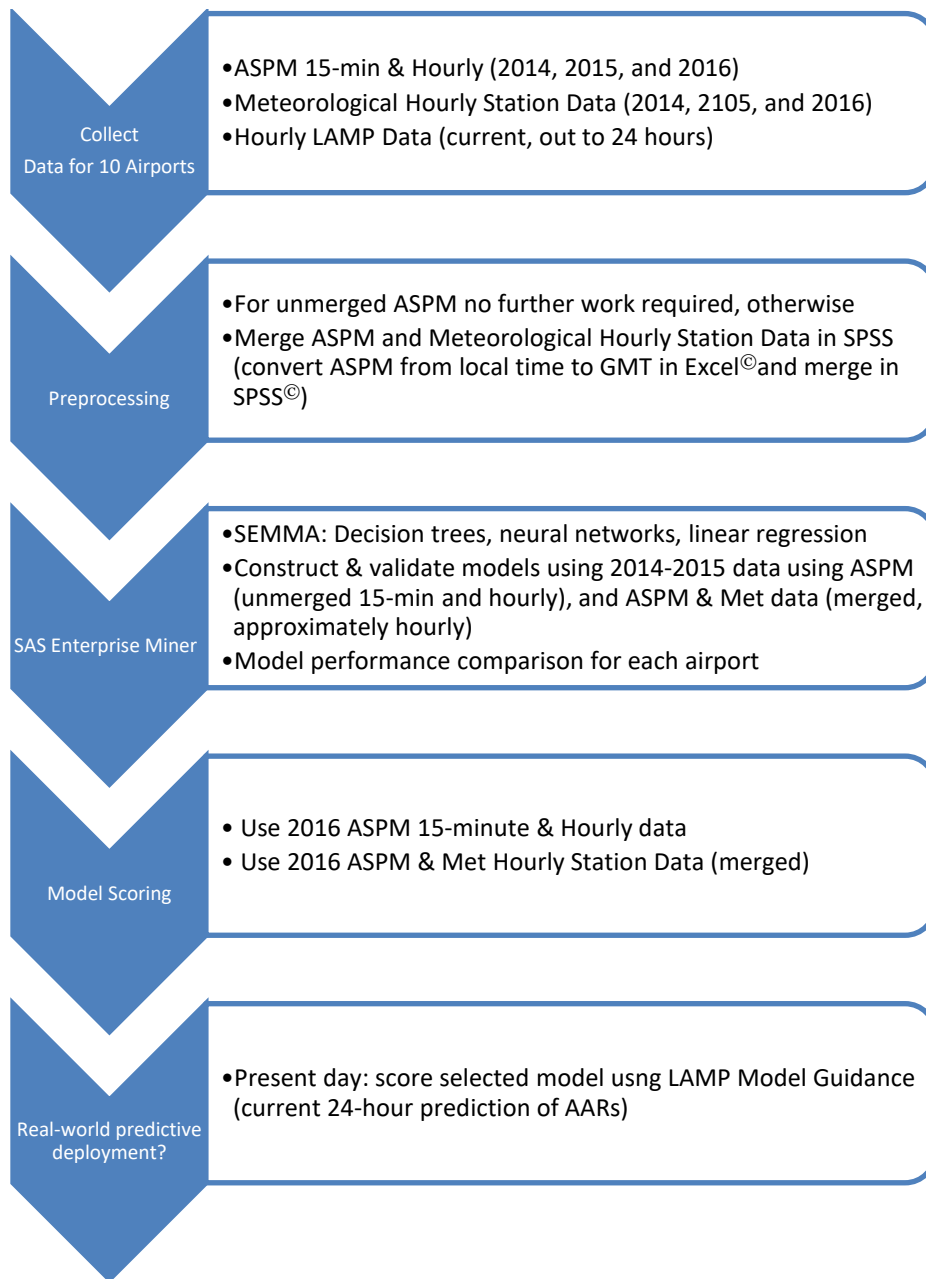 Collect
Data for 10 Airports
•ASPM 15-min & Hourly (2014, 2015, and 2016)
•Meteorological Hourly Station Data (2014, 2105, and 2016)
•Hourly LAMP Data (current, out to 24 hours)
Preprocessing
•For unmerged ASPM no further work required, otherwise
•Merge ASPM and Meteorological Hourly Station Data in SPSS
(convert ASPM from local time to GMT in Excel©and merge in
SPSS©)
SAS Enterprise Miner
•SEMMA: Decision trees, neural networks, linear regression
•Construct & validate models using 2014-2015 data using ASPM
(unmerged 15-min and hourly), and ASPM & Met data (merged,
approximately hourly)
•Model performance comparison for each airport
Model Scoring
• Use 2016 ASPM 15-minute & Hourly data
• Use 2016 ASPM & Met Hourly Station Data (merged)
Real-world predictive
deployment?
•Present day: score selected model usng LAMP Model Guidance
(current 24-hour prediction of AARs)